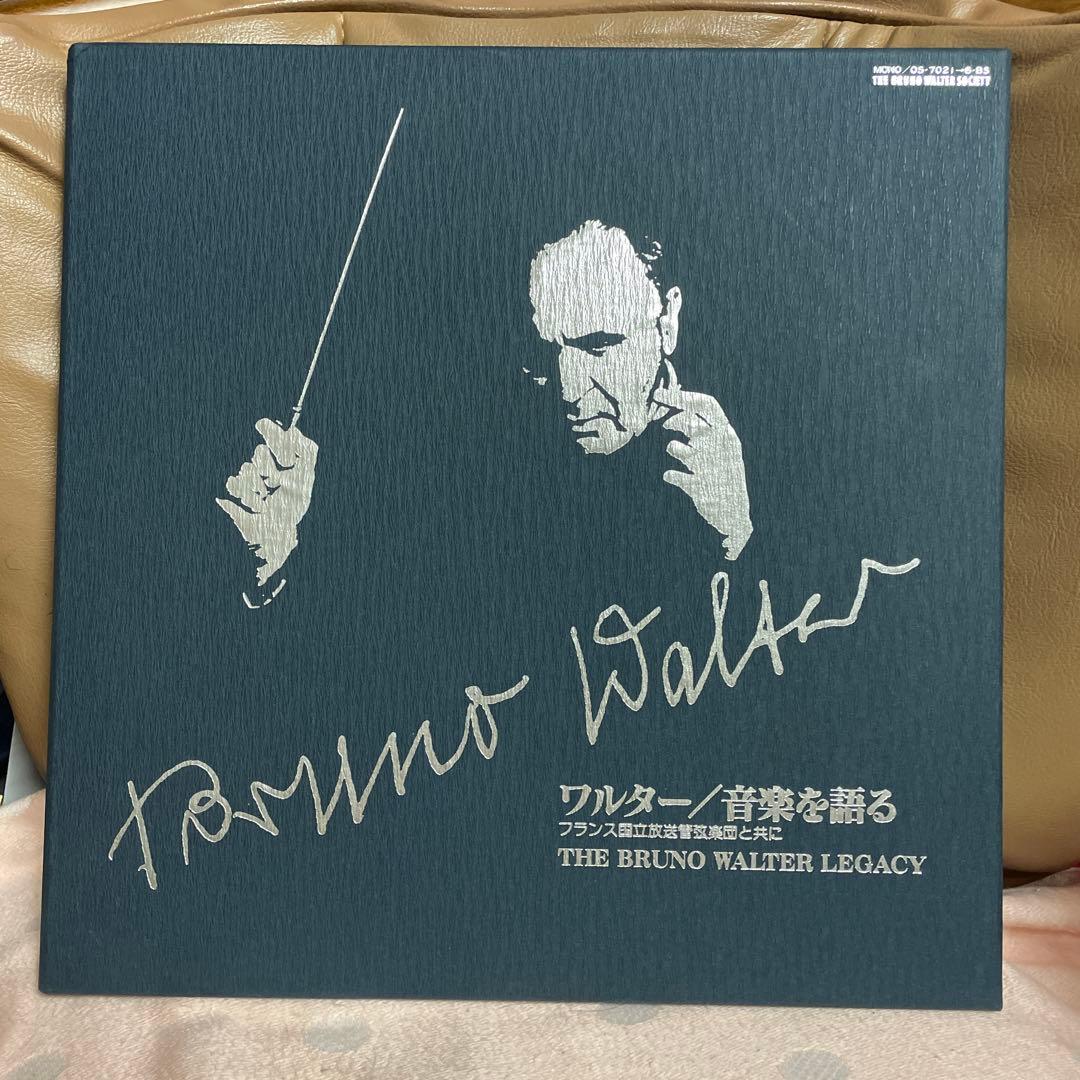 MONO/OS-7021→6-BS
THE BRUNO WALTER SOCIETY
Bruno Walter
ワルター/音楽を語る
フランス国立放送管弦楽団と共に
THE BRUNO WALTER LEGACY